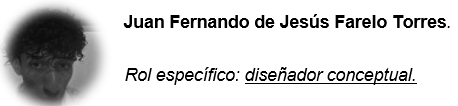 Juan Fernando de Jesús Farelo Torres.
Rol específico: diseñador conceptual.